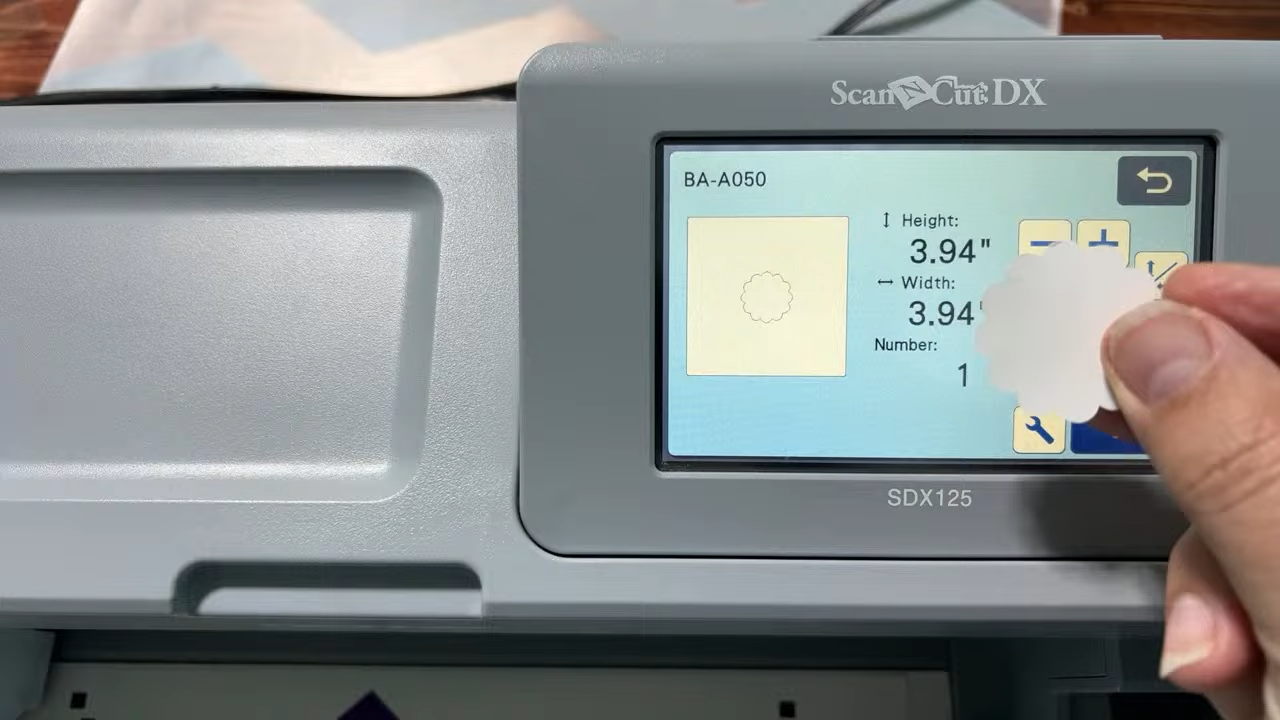 ScanNCut DX
BA-A050
Height:
3.94"
Width:
3.94"
Number:
1
SDX125